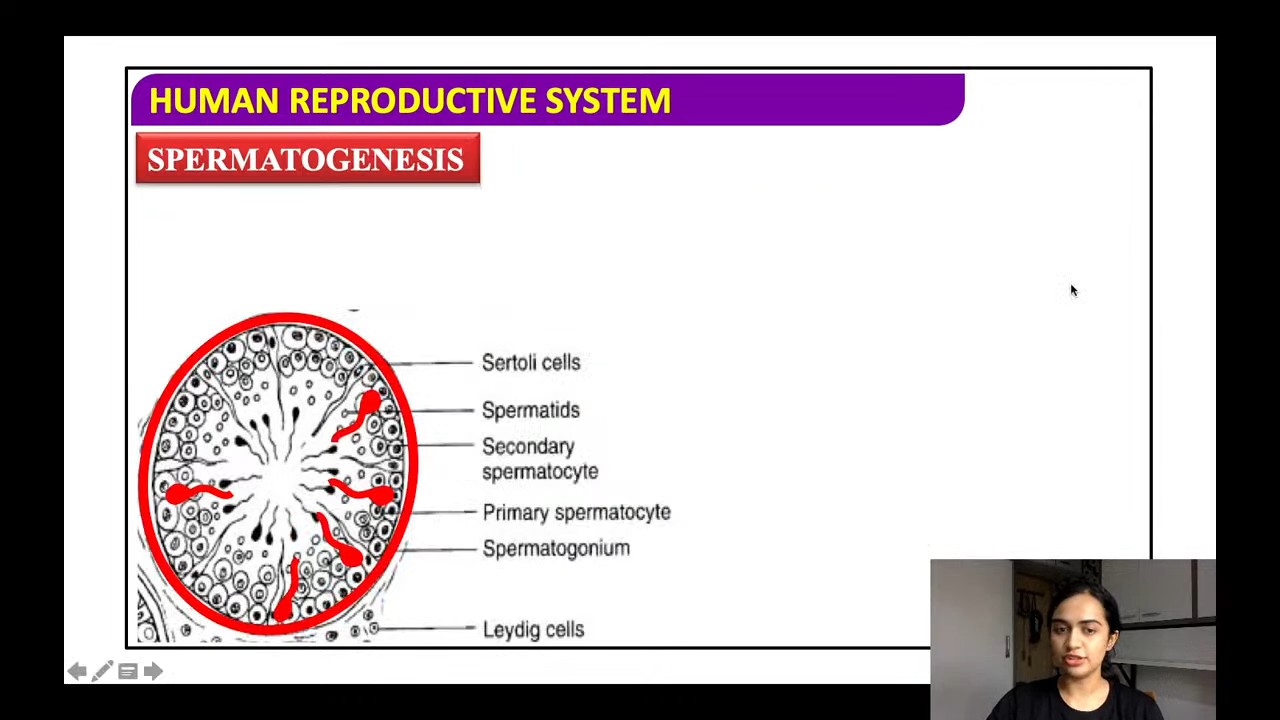 HUMAN REPRODUCTIVE SYSTEM
SPERMATOGENESIS
Sertoli cells
Spermatids
Secondary
spermatocyte
Primary spermatocyte
Spermatogonium
Leydig cells